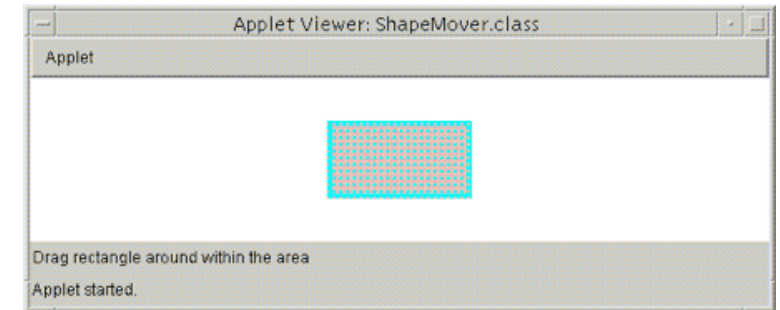 Applet Viewer: ShapeMover.class
Applet
Drag rectangle around within the area
Applet started.